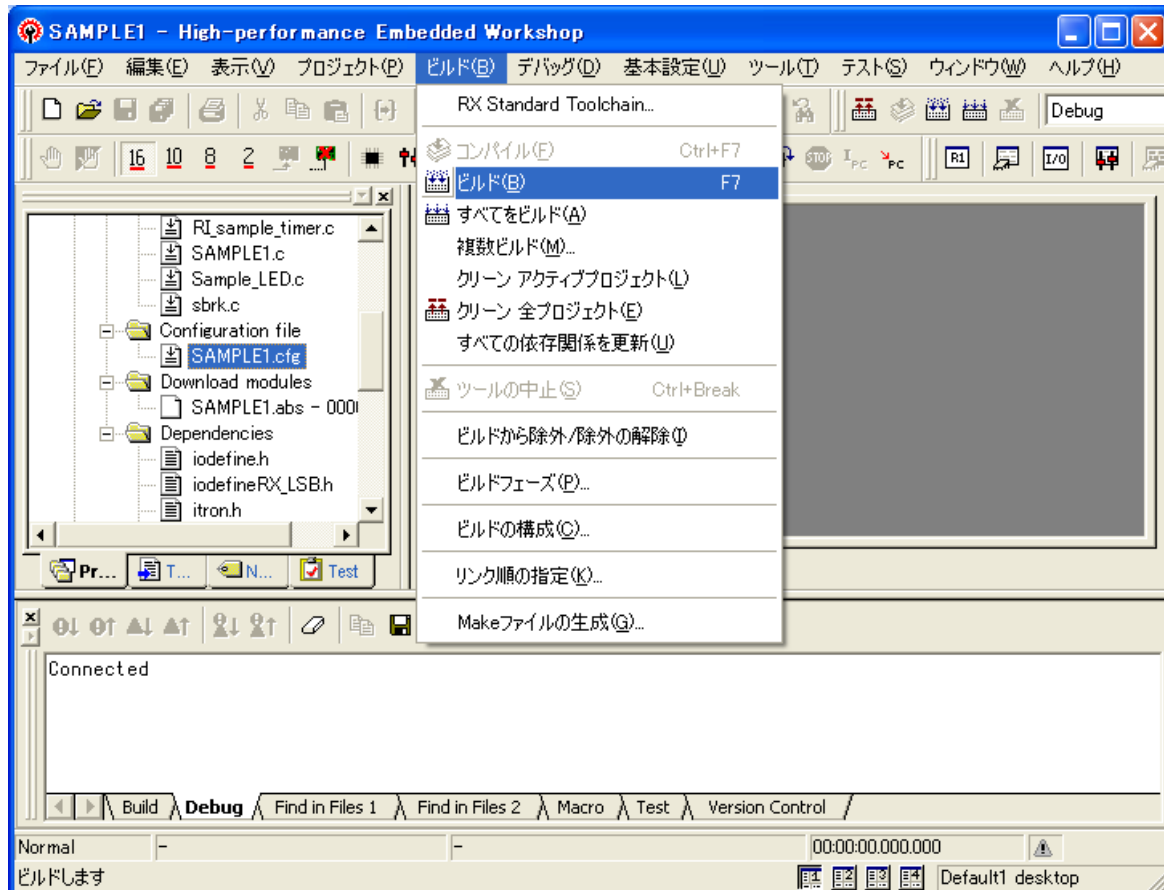 SAMPLE1 - High-performance Embedded Workshop
ファイル(F) 編集(E) 表示(V) プロジェクト(P) ビルド(B) デバッグ(D) 基本設定(U) ツール(T) テスト(S) ウィンドウ(W) ヘルプ(H)
Debug
16 10 8 2
STOP IPC PC R1 I/O
RX Standard Toolchain...
コンパイル(F) Ctrl+F7
ビルド(B) F7
すべてをビルド(A)
複数ビルド(M)...
クリーン アクティブプロジェクト(L)
クリーン 全プロジェクト(E)
すべての依存関係を更新(U)
ツールの中止(S) Ctrl+Break
ビルドから除外/除外の解除(I)
ビルドフェーズ(P)...
ビルドの構成(C)...
リンク順の指定(K)...
Makeファイルの生成(G)...
RI_sample_timer.c
SAMPLE1.c
Sample_LED.c
sbrk.c
Configuration file
SAMPLE1.cfg
Download modules
SAMPLE1.abs - 000
Dependencies
iodefine.h
iodefineRX_LSB.h
itron.h
Pr... T... N... Test
Connected
Build Debug Find in Files 1 Find in Files 2 Macro Test Version Control
Normal - - 00:00:00.000.000
ビルドします 1 2 3 4 Default1 desktop